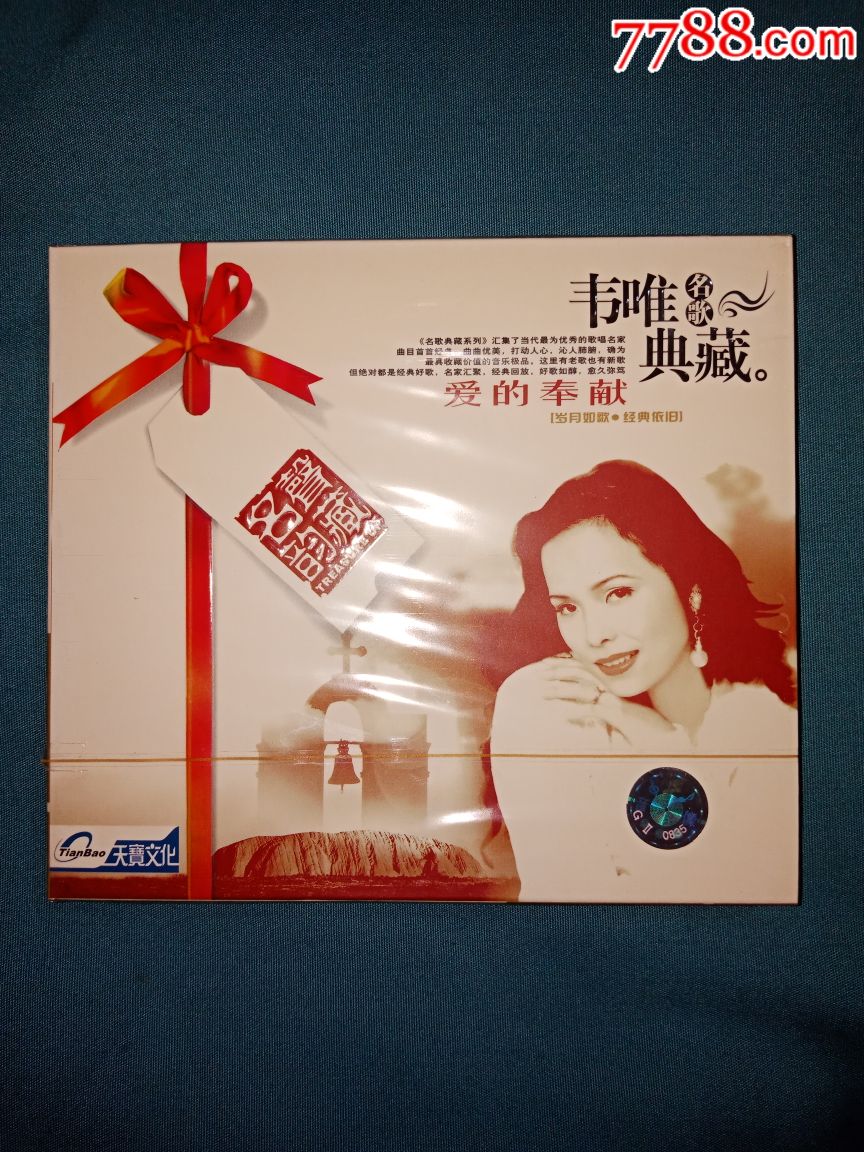 7788.com
韦唯名歌
典藏。
《名歌典藏系列》汇集了当代最为优秀的歌唱名家
曲目首首经典，曲曲优美，打动人心，沁人肺腑，确为
最具收藏价值的音乐极品，这里有老歌也有新歌
但绝对都是经典好歌，名家汇聚，经典回放，好歌如醇，愈久弥笃
爱的奉献
[岁月如歌●经典依旧]
TREASURE
GⅡ 0835
TianBao 天寶文化